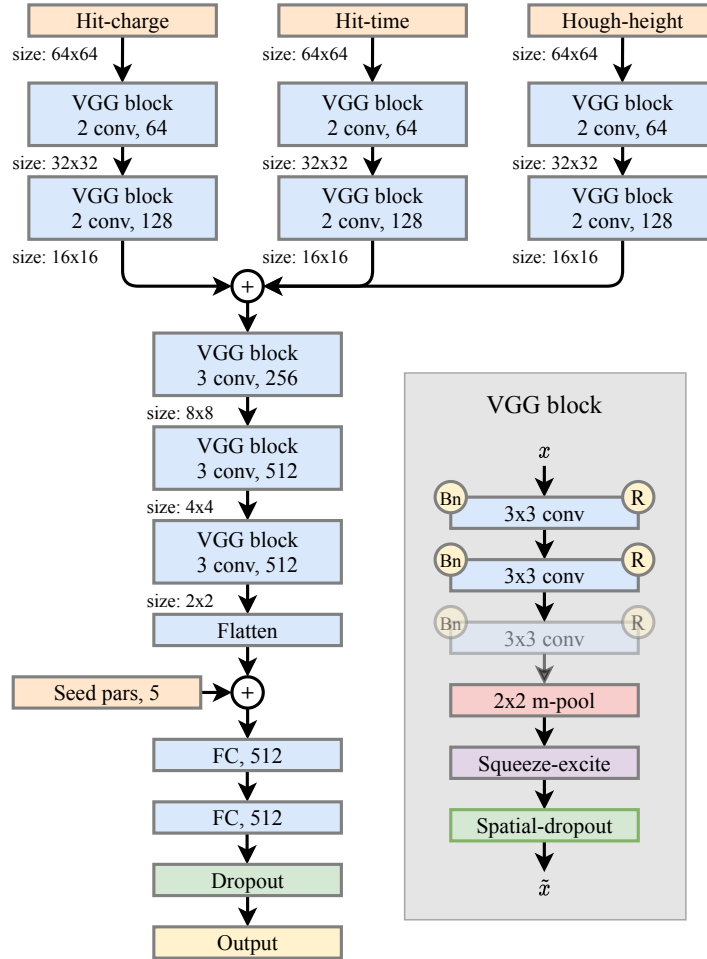 Hit-charge
Hit-time
Hough-height
size: 64x64
size: 64x64
size: 64x64
VGG block
2 conv, 64
VGG block
2 conv, 64
VGG block
2 conv, 64
size: 32x32
size: 32x32
size: 32x32
VGG block
2 conv, 128
VGG block
2 conv, 128
VGG block
2 conv, 128
size: 16x16
size: 16x16
size: 16x16
+
VGG block
3 conv, 256
size: 8x8
VGG block
3 conv, 512
size: 4x4
VGG block
3 conv, 512
size: 2x2
Flatten
Seed pars, 5
+
FC, 512
FC, 512
Dropout
Output
VGG block
x
Bn
3x3 conv
R
Bn
3x3 conv
R
Bn
3x3 conv
R
2x2 m-pool
Squeeze-excite
Spatial-dropout
x̃